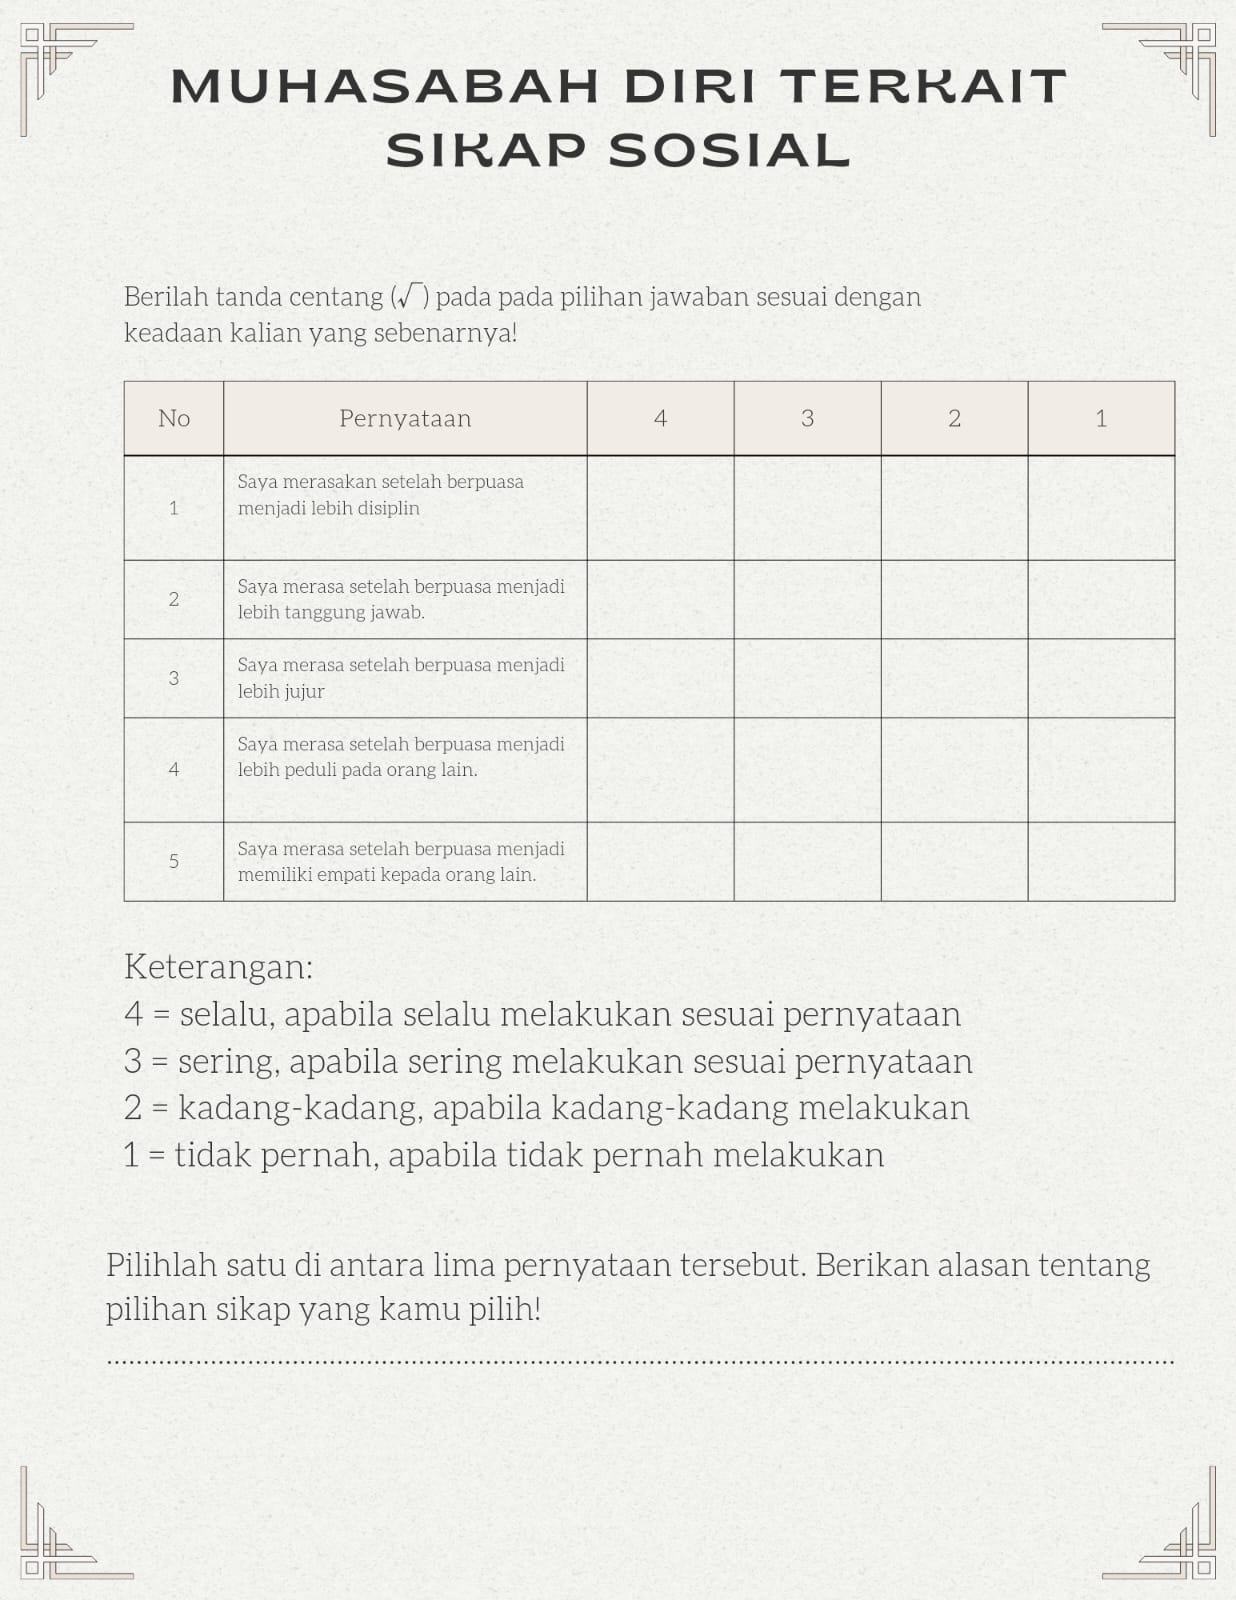 MUHASABAH DIRI TERKAIT
SIKAP SOSIAL
Berilah tanda centang (√) pada pada pilihan jawaban sesuai dengan
keadaan kalian yang sebenarnya!
No Pernyataan 4 3 2 1
1 Saya merasakan setelah berpuasa
menjadi lebih disiplin
2 Saya merasa setelah berpuasa menjadi
lebih tanggung jawab.
3 Saya merasa setelah berpuasa menjadi
lebih jujur
4 Saya merasa setelah berpuasa menjadi
lebih peduli pada orang lain.
5 Saya merasa setelah berpuasa menjadi
memiliki empati kepada orang lain.
Keterangan:
4 = selalu, apabila selalu melakukan sesuai pernyataan
3 = sering, apabila sering melakukan sesuai pernyataan
2 = kadang-kadang, apabila kadang-kadang melakukan
1 = tidak pernah, apabila tidak pernah melakukan
Pilihlah satu di antara lima pernyataan tersebut. Berikan alasan tentang
pilihan sikap yang kamu pilih!
................................................................................